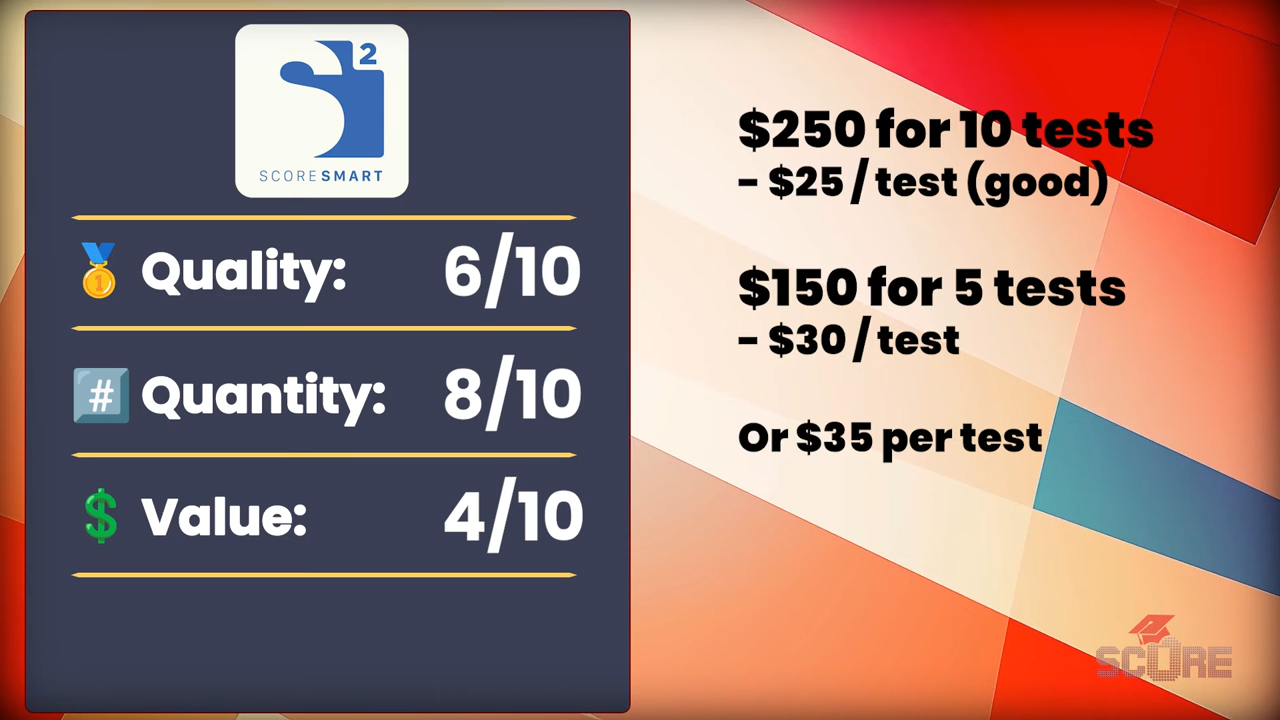 S 2
SCORESMART
Quality: 6/10
# Quantity: 8/10
$ Value: 4/10
$250 for 10 tests
- $25 / test (good)
$150 for 5 tests
- $30 / test
Or $35 per test
SCORE